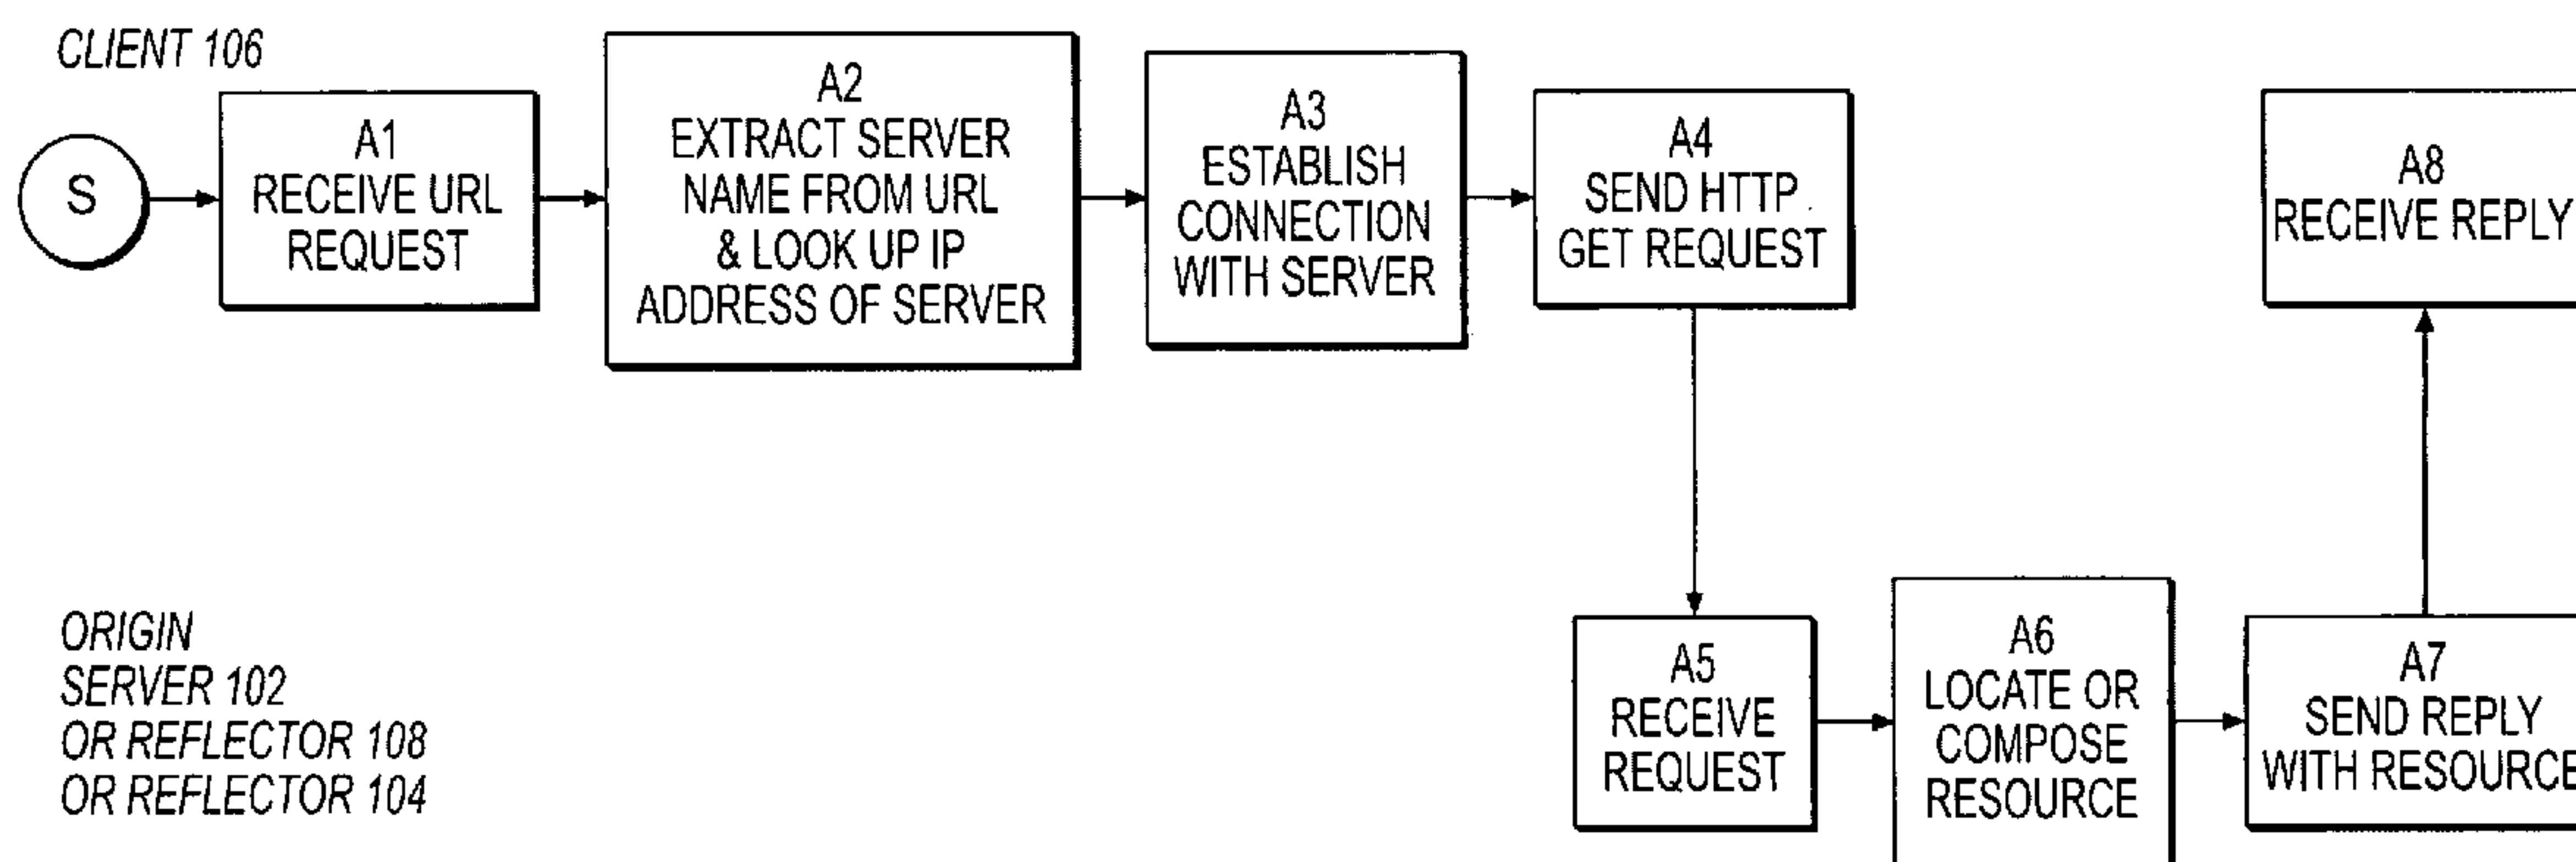 CLIENT 106
S
A1
RECEIVE URL
REQUEST
A2
EXTRACT SERVER
NAME FROM URL
& LOOK UP IP
ADDRESS OF SERVER
A3
ESTABLISH
CONNECTION
WITH SERVER
A4
SEND HTTP
GET REQUEST
A8
RECEIVE REPLY
ORIGIN
SERVER 102
OR REFLECTOR 108
OR REFLECTOR 104
A5
RECEIVE
REQUEST
A6
LOCATE OR
COMPOSE
RESOURCE
A7
SEND REPLY
WITH RESOURCE